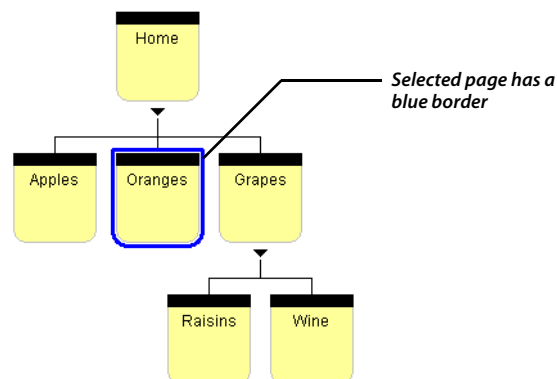 Home
Selected page has a
blue border
Apples
Oranges
Grapes
Raisins
Wine